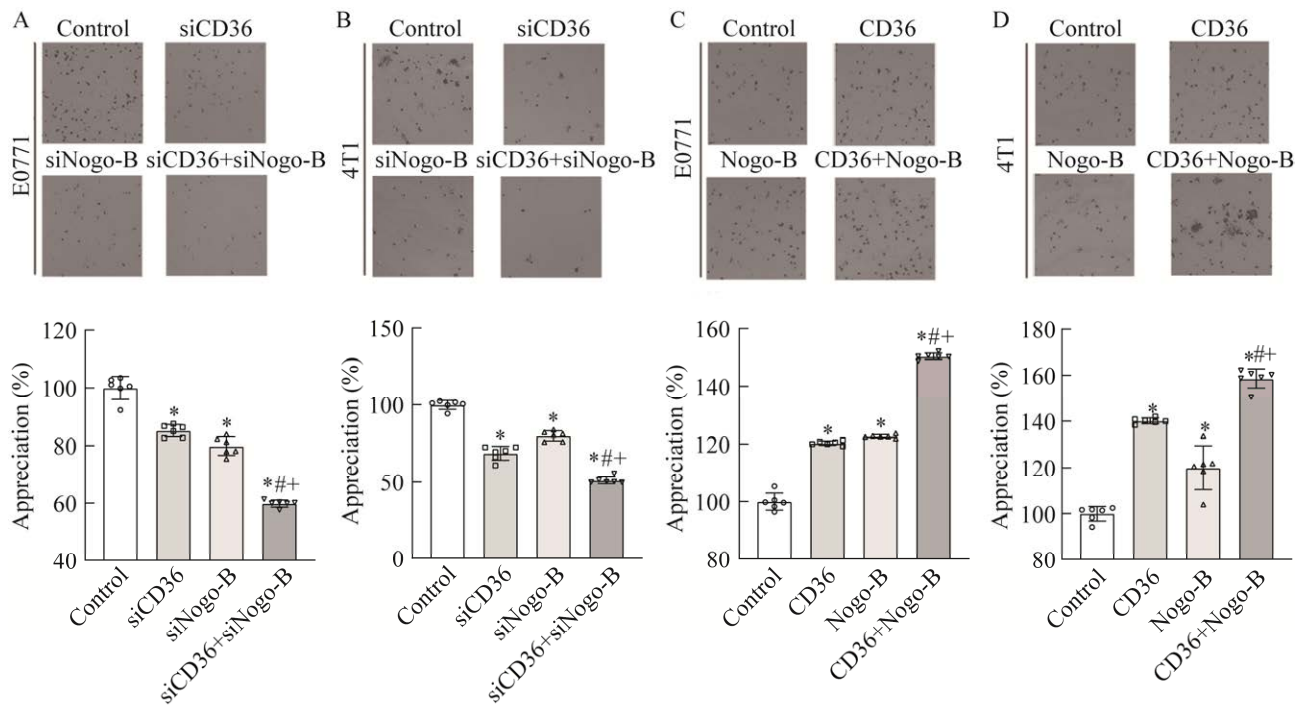 A
Control
siCD36
E0771
siNogo-B
siCD36+siNogo-B
Appreciation (%)
120
100
80
60
40
*
*
*#+
Control
siCD36
siNogo-B
siCD36+siNogo-B
B
Control
siCD36
4T1
siNogo-B
siCD36+siNogo-B
Appreciation (%)
150
100
50
0
*
*
*#+
Control
siCD36
siNogo-B
siCD36+siNogo-B
C
Control
CD36
E0771
Nogo-B
CD36+Nogo-B
Appreciation (%)
160
140
120
100
80
*
*
*#+
Control
CD36
Nogo-B
CD36+Nogo-B
D
Control
CD36
4T1
Nogo-B
CD36+Nogo-B
Appreciation (%)
180
160
140
120
100
80
*
*
*#+
Control
CD36
Nogo-B
CD36+Nogo-B